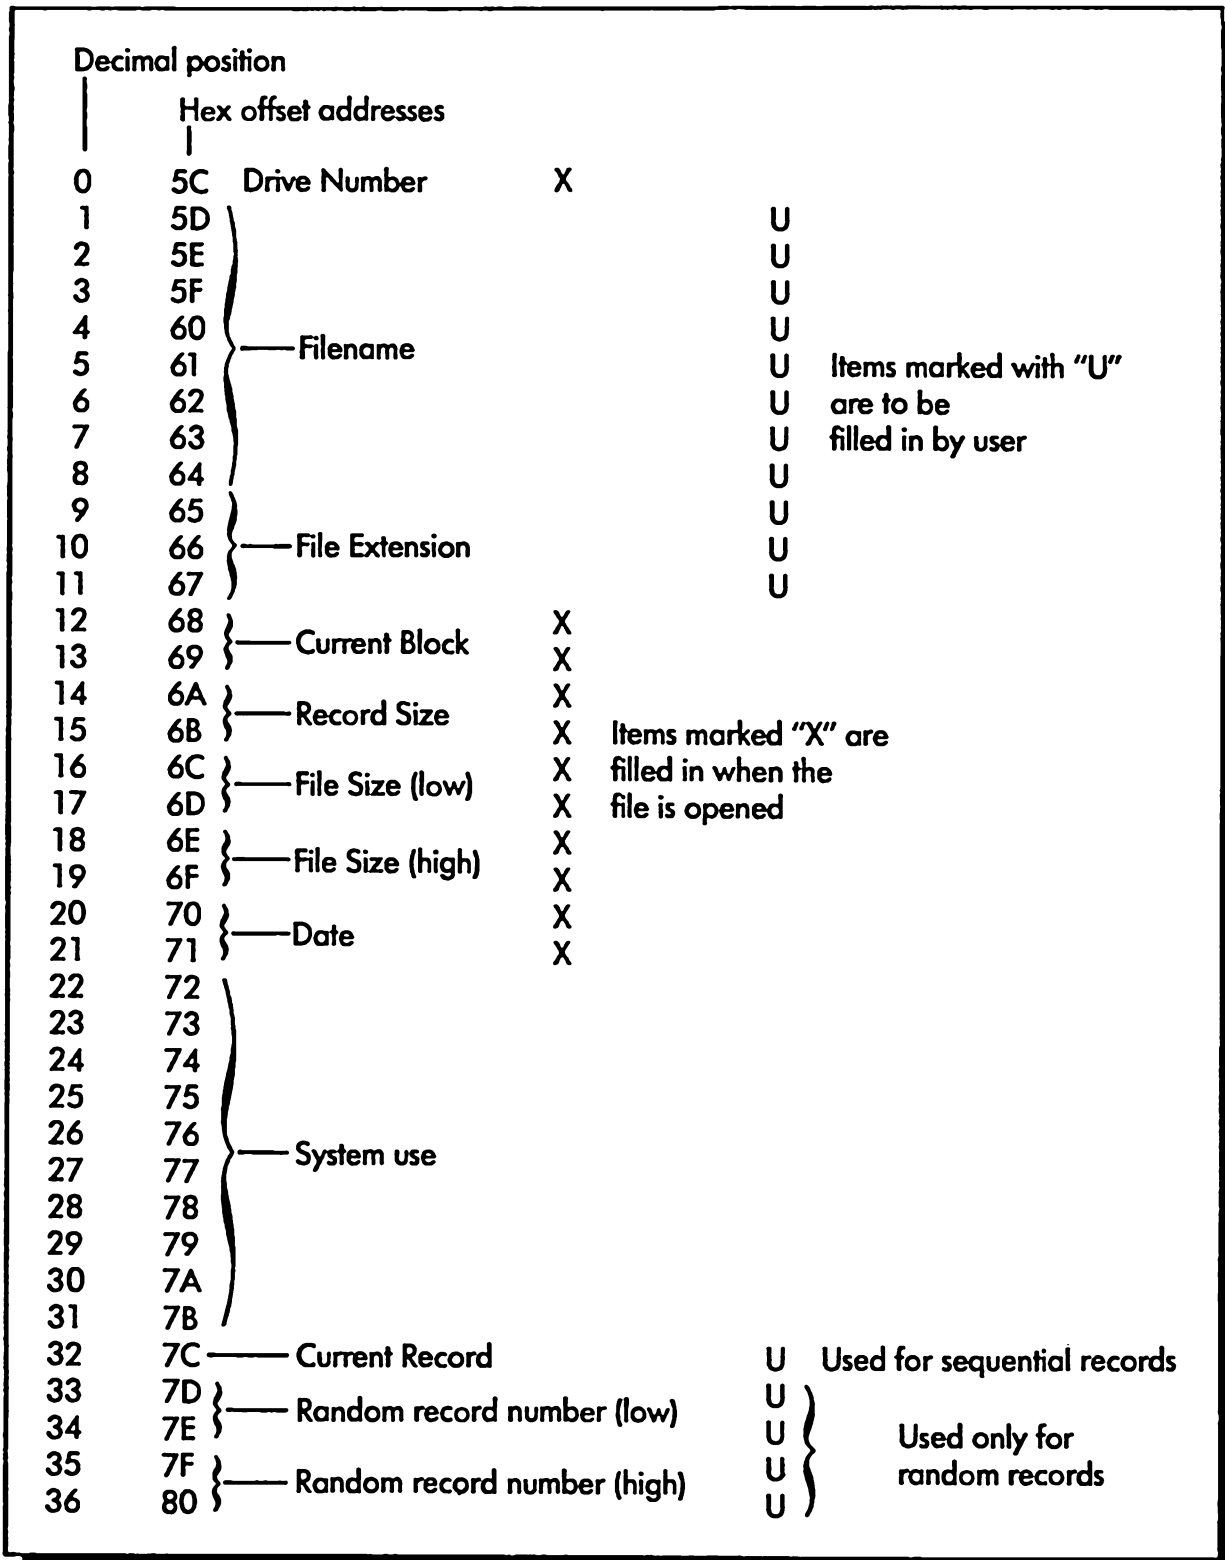 Decimal position
Hex offset addresses
0 5C Drive Number X
1 5D U
2 5E U
3 5F U
4 60 U
Filename
5 61 U Items marked with "U"
6 62 U are to be
7 63 U filled in by user
8 64 U
9 65 U
10 66 File Extension U
11 67 U
12 68 X
Current Block
13 69 X
14 6A X
Record Size
15 6B X Items marked "X" are
16 6C X filled in when the
File Size (low)
17 6D X file is opened
18 6E X
File Size (high)
19 6F X
20 70 X
Date
21 71 X
22 72
23 73
24 74
25 75
26 76
System use
27 77
28 78
29 79
30 7A
31 7B
32 7C Current Record U Used for sequential records
33 7D U
Random record number (low)
34 7E U Used only for
35 7F U random records
Random record number (high)
36 80 U